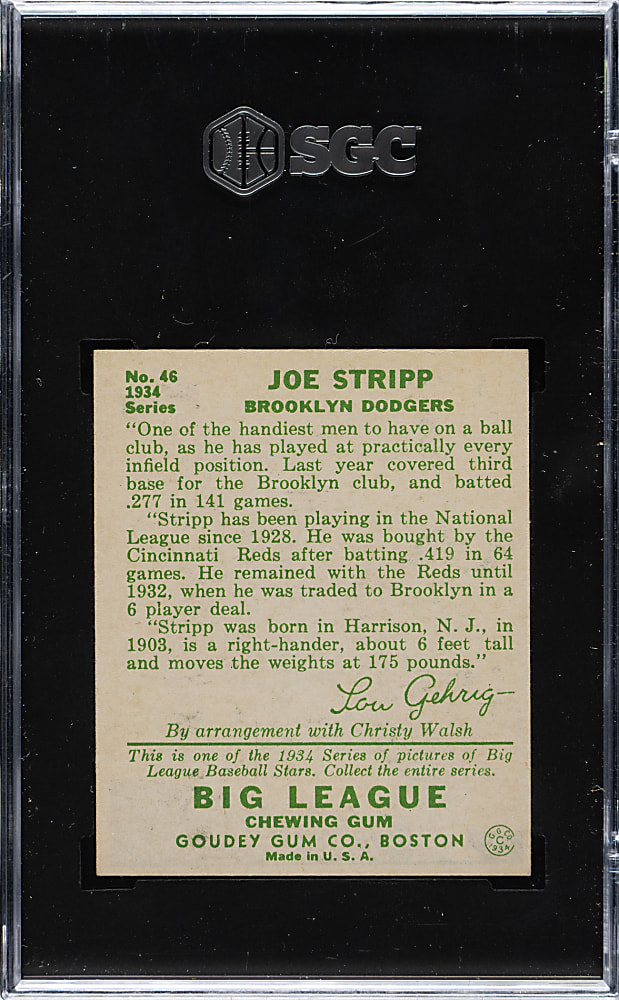 SGC
No. 46
1934
Series
JOE STRIPP
BROOKLYN DODGERS
"One of the handiest men to have on a ball
club, as he has played at practically every
infield position. Last year covered third
base for the Brooklyn club, and batted
.277 in 141 games.
"Stripp has been playing in the National
League since 1928. He was bought by the
Cincinnati Reds after batting .419 in 64
games. He remained with the Reds until
1932, when he was traded to Brooklyn in a
6 player deal.
"Stripp was born in Harrison, N. J., in
1903, is a right-hander, about 6 feet tall
and moves the weights at 175 pounds."
Lou Gehrig
By arrangement with Christy Walsh
This is one of the 1934 Series of pictures of Big
League Baseball Stars. Collect the entire series.
BIG LEAGUE
CHEWING GUM
GOUDEY GUM CO., BOSTON
Made in U. S. A.
G. G. CO.
C
1934